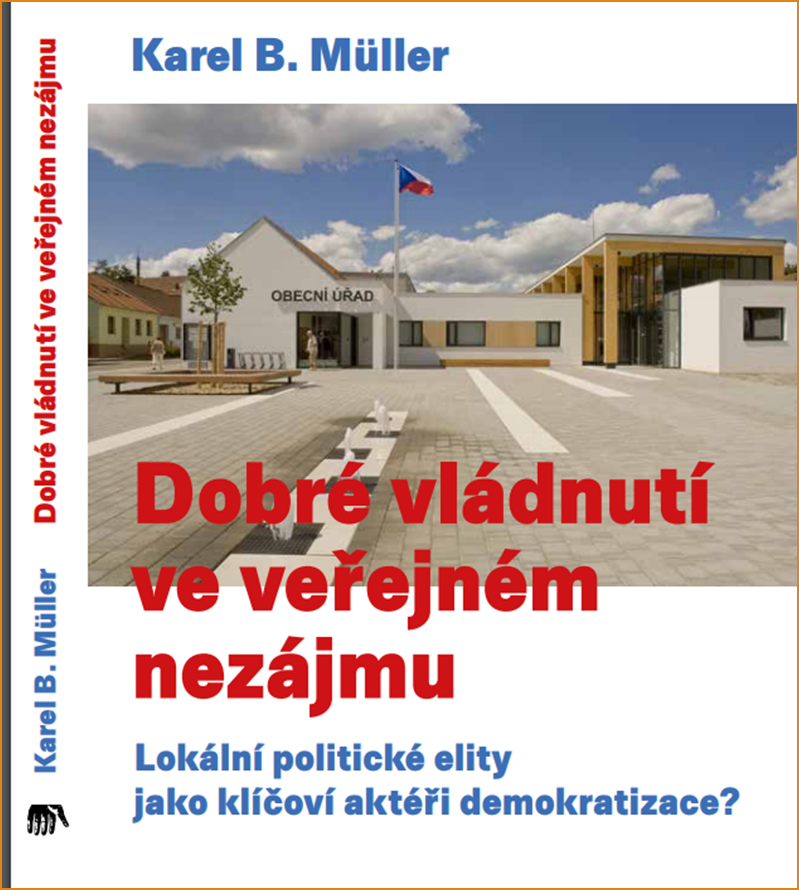 Karel B. Müller
OBECNÍ ÚŘAD
Dobré vládnutí
ve veřejném
nezájmu
Lokální politické elity
jako klíčoví aktéři demokratizace?
Karel B. Müller Dobré vládnutí ve veřejném nezájmu